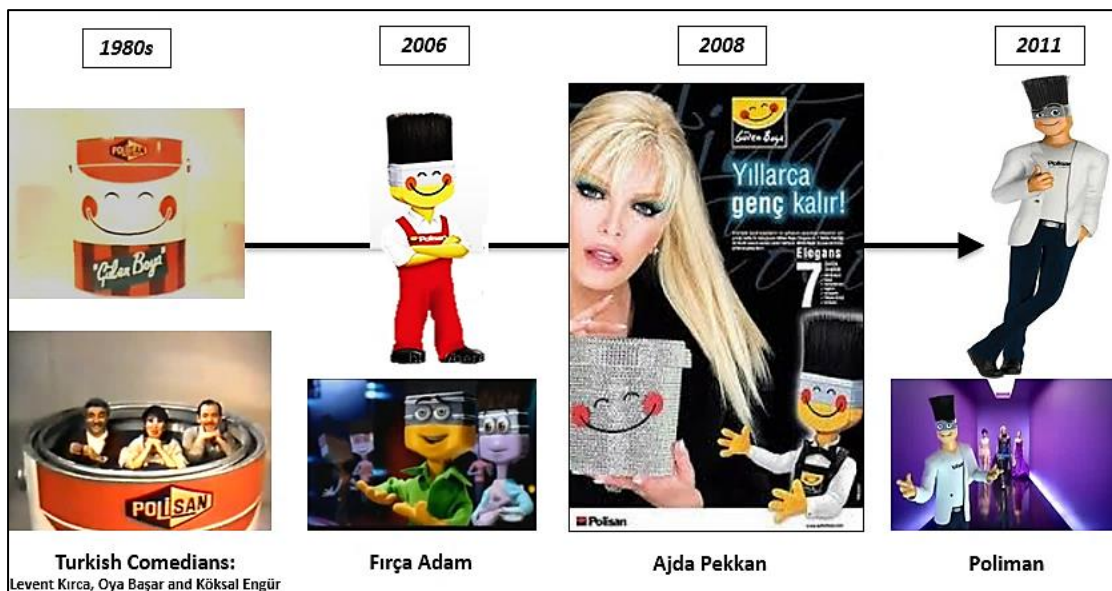 1980s
2006
2008
2011
POLISAN
"Gülen Boya"
Polisan
Gülen Boya
Yıllarca
genç kalır!
Elegans
7
Polisan
POLISAN
Polisan
Turkish Comedians:
Levent Kırca, Oya Başar and Köksal Engür
Fırça Adam
Ajda Pekkan
Poliman